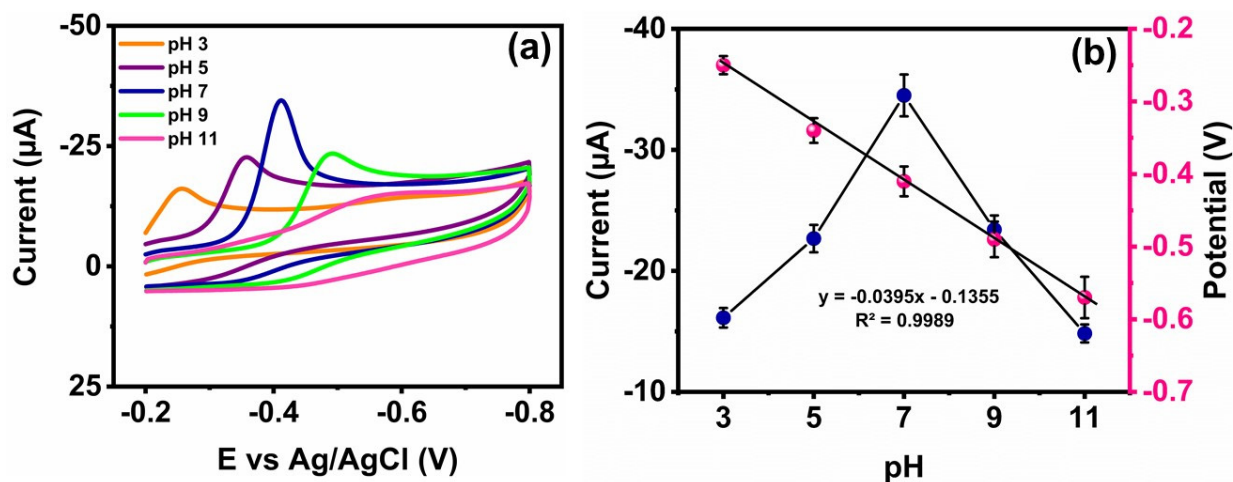 (a)
pH 3
pH 5
pH 7
pH 9
pH 11
-50
-25
0
25
Current (µA)
-0.2
-0.4
-0.6
-0.8
E vs Ag/AgCl (V)
(b)
-40
-30
-20
-10
Current (µA)
y = -0.0395x - 0.1355
R² = 0.9989
3
5
7
9
11
pH
-0.2
-0.3
-0.4
-0.5
-0.6
-0.7
Potential (V)